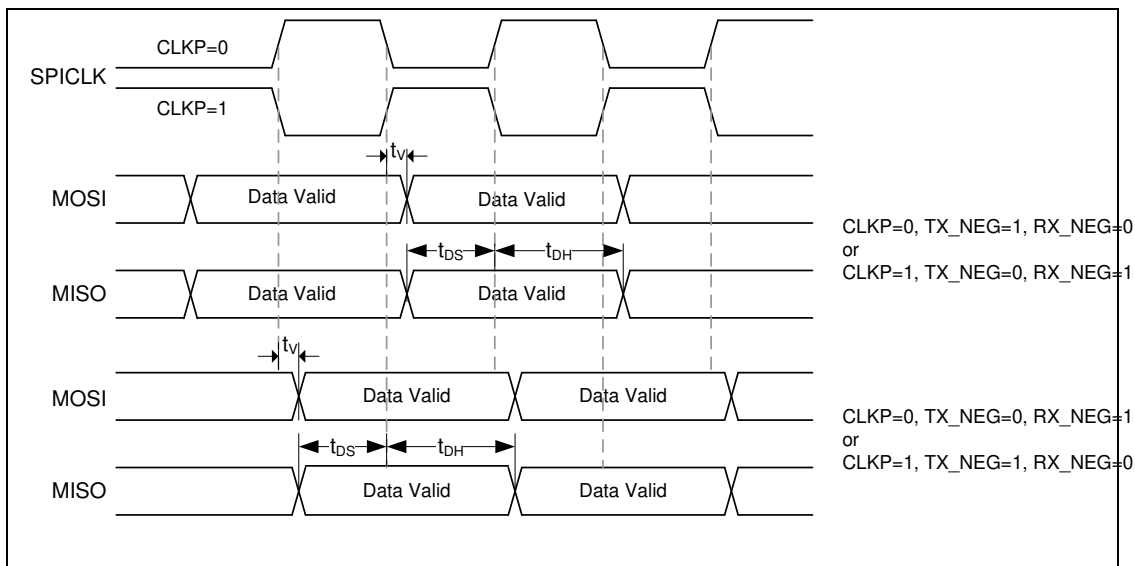 CLKP=0
SPICLK
CLKP=1
tV
MOSI
Data Valid
Data Valid
CLKP=0, TX_NEG=1, RX_NEG=0
or
CLKP=1, TX_NEG=0, RX_NEG=1
tDS
tDH
MISO
Data Valid
Data Valid
tV
MOSI
Data Valid
Data Valid
CLKP=0, TX_NEG=0, RX_NEG=1
or
CLKP=1, TX_NEG=1, RX_NEG=0
tDS
tDH
MISO
Data Valid
Data Valid